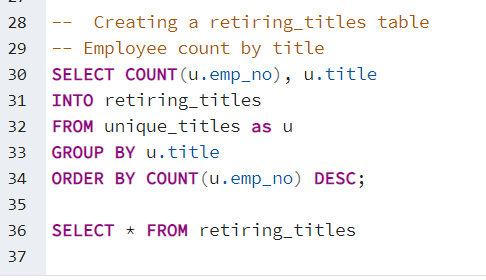 28 --  Creating a retiring_titles table
29 -- Employee count by title
30 SELECT COUNT(u.emp_no), u.title
31 INTO retiring_titles
32 FROM unique_titles as u
33 GROUP BY u.title
34 ORDER BY COUNT(u.emp_no) DESC;
35
36 SELECT * FROM retiring_titles
37